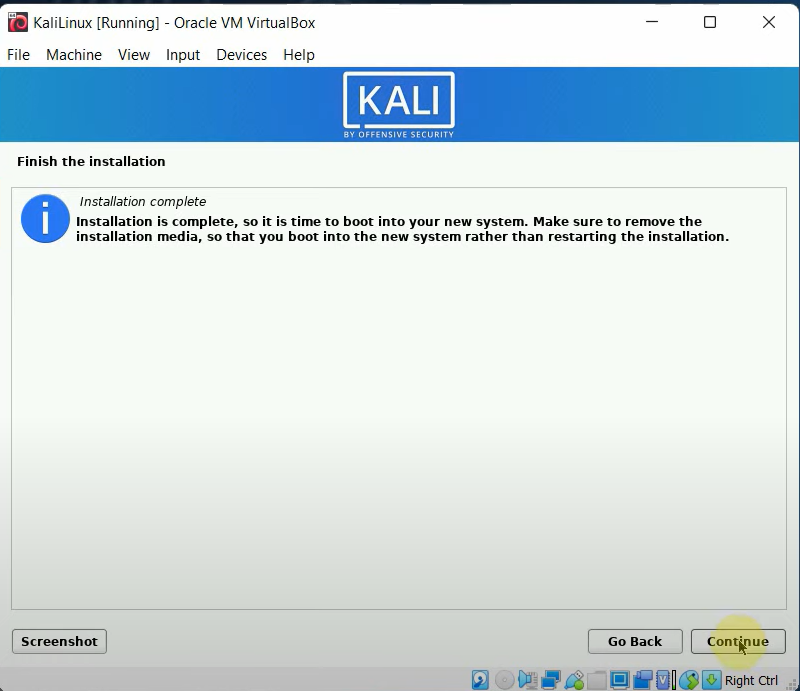 KaliLinux [Running] - Oracle VM VirtualBox
File Machine View Input Devices Help
KALI
BY OFFENSIVE SECURITY
Finish the installation
Installation complete
Installation is complete, so it is time to boot into your new system. Make sure to remove the
installation media, so that you boot into the new system rather than restarting the installation.
Screenshot
Go Back
Continue
Right Ctrl